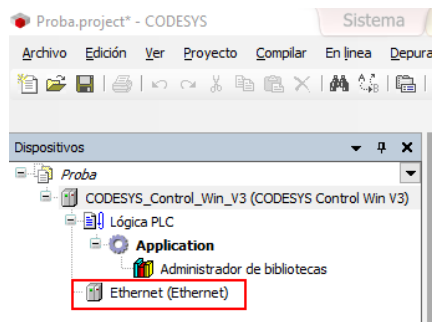 Proba.project* - CODESYS
Sistema
Archivo Edición Ver Proyecto Compilar En línea Depura
Dispositivos
Proba
CODESYS_Control_Win_V3 (CODESYS Control Win V3)
Lógica PLC
Application
Administrador de bibliotecas
Ethernet (Ethernet)